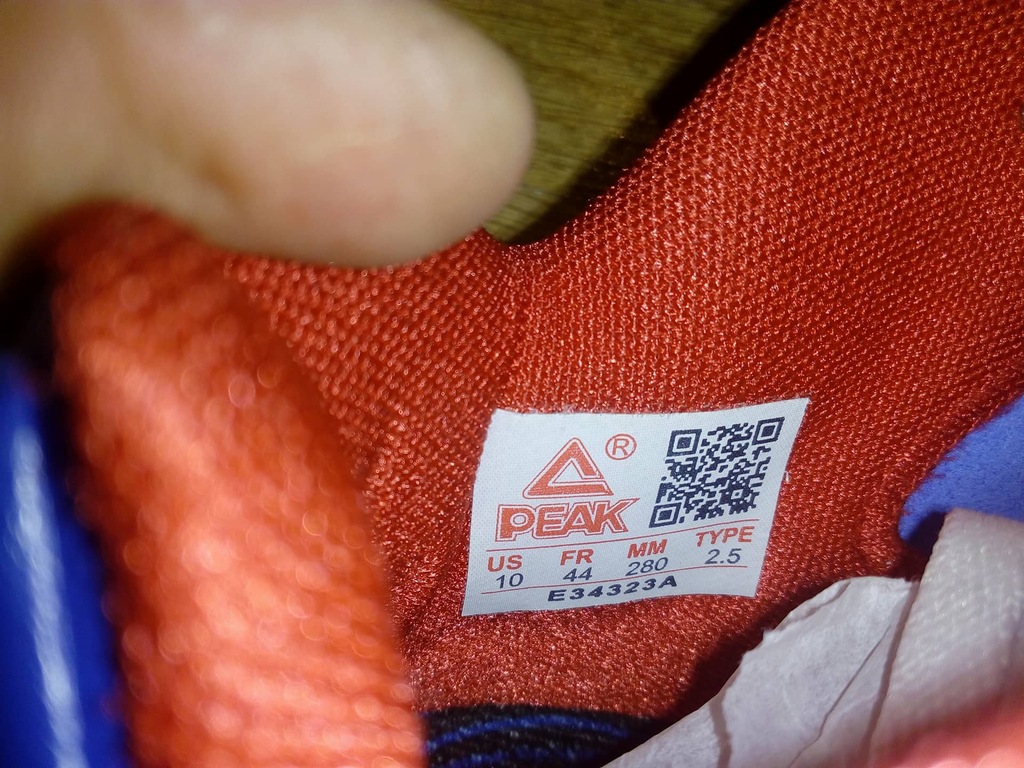 ®
PEAK
US FR MM TYPE
10 44 280 2.5
E34323A